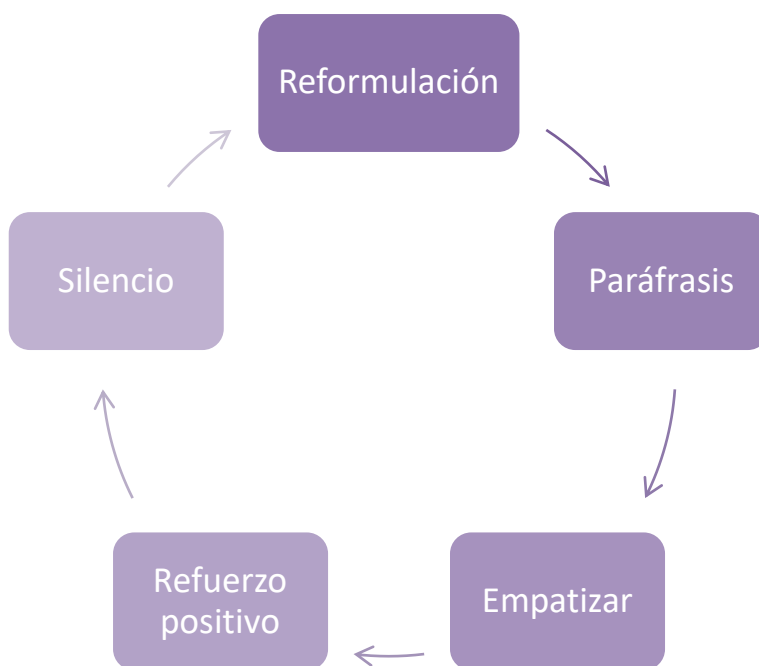 Reformulación
Paráfrasis
Empatizar
Refuerzo
positivo
Silencio